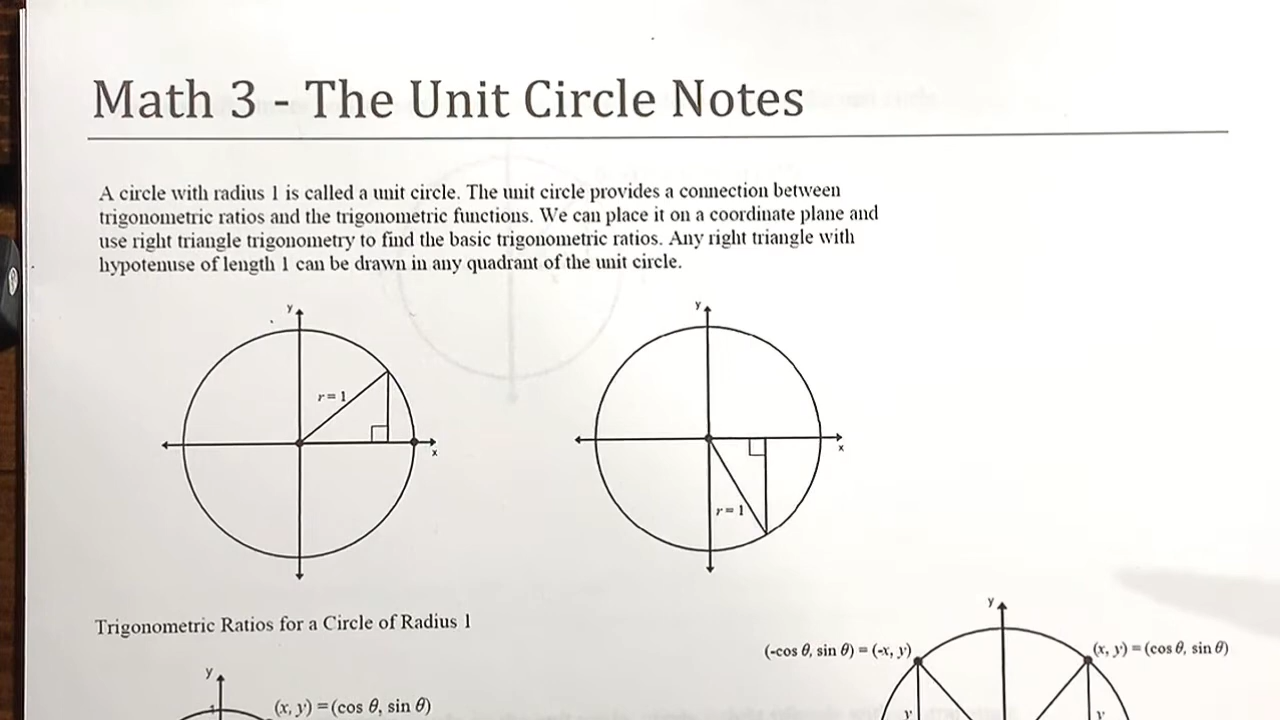 Math 3 - The Unit Circle Notes
A circle with radius 1 is called a unit circle. The unit circle provides a connection between
trigonometric ratios and the trigonometric functions. We can place it on a coordinate plane and
use right triangle trigonometry to find the basic trigonometric ratios. Any right triangle with
hypotenuse of length 1 can be drawn in any quadrant of the unit circle.
y
r = 1
x
y
x
r = 1
Trigonometric Ratios for a Circle of Radius 1
y
(x, y) = (cos θ, sin θ)
y
(-cos θ, sin θ) = (-x, y)
(x, y) = (cos θ, sin θ)
y
y